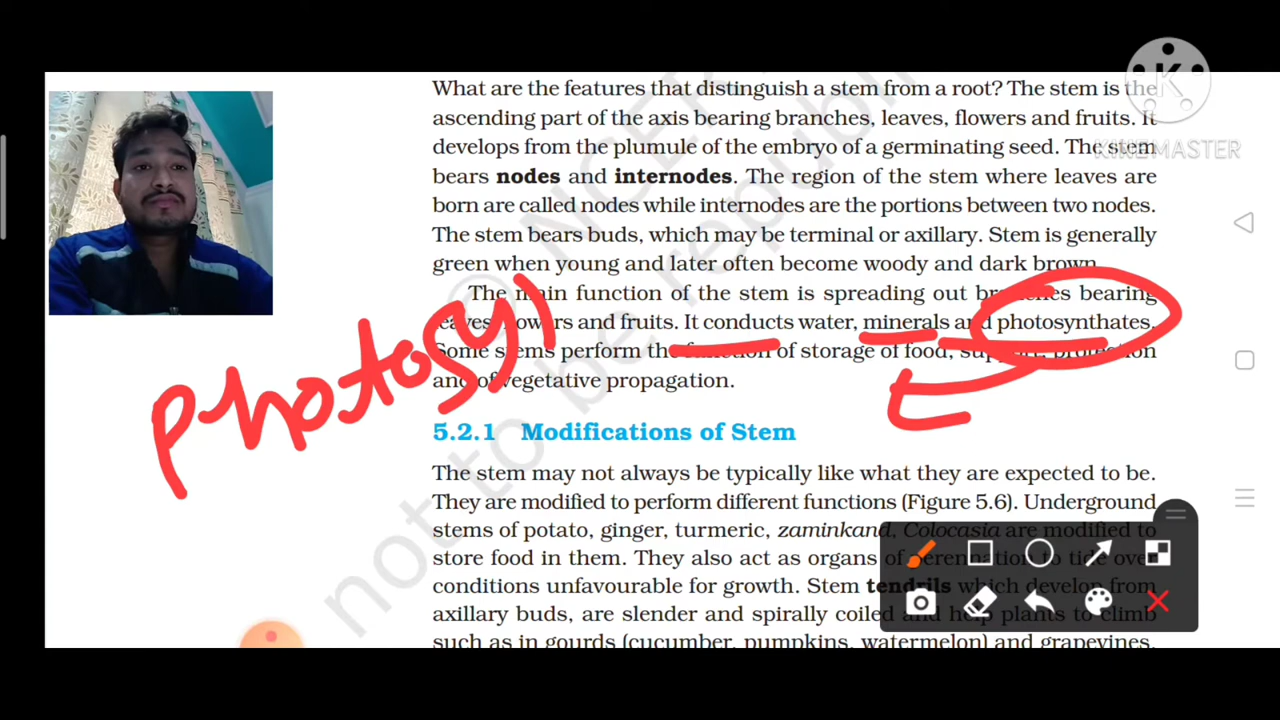 What are the features that distinguish a stem from a root? The stem is the
ascending part of the axis bearing branches, leaves, flowers and fruits. It
develops from the plumule of the embryo of a germinating seed. The stem
bears nodes and internodes. The region of the stem where leaves are
born are called nodes while internodes are the portions between two nodes.
The stem bears buds, which may be terminal or axillary. Stem is generally
green when young and later often become woody and dark brown.
The main function of the stem is spreading out branches bearing
leaves, flowers and fruits. It conducts water, minerals and photosynthates.
Some stems perform the function of storage of food, support, protection
and of vegetative propagation.
5.2.1 Modifications of Stem
The stem may not always be typically like what they are expected to be.
They are modified to perform different functions (Figure 5.6). Underground
stems of potato, ginger, turmeric, zaminkand, Colocasia are modified to
store food in them. They also act as organs of perennation to tide over
conditions unfavourable for growth. Stem tendrils which develop from
axillary buds, are slender and spirally coiled and help plants to climb
such as in gourds (cucumber, pumpkins, watermelon) and grapevines.
Photosy
K
KINEMASTER
© NCERT
not to be republi